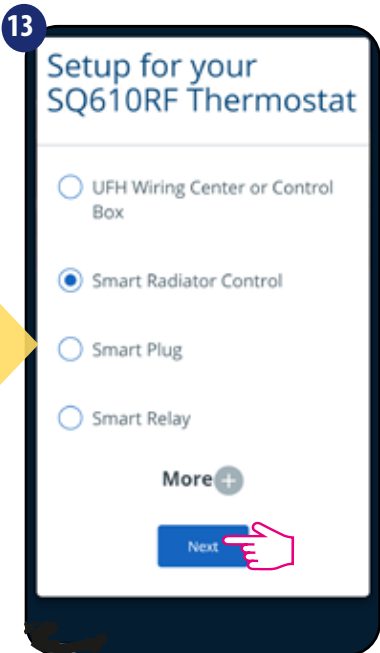 13
Setup for your
SQ610RF Thermostat
UFH Wiring Center or Control
Box
Smart Radiator Control
Smart Plug
Smart Relay
More +
Next